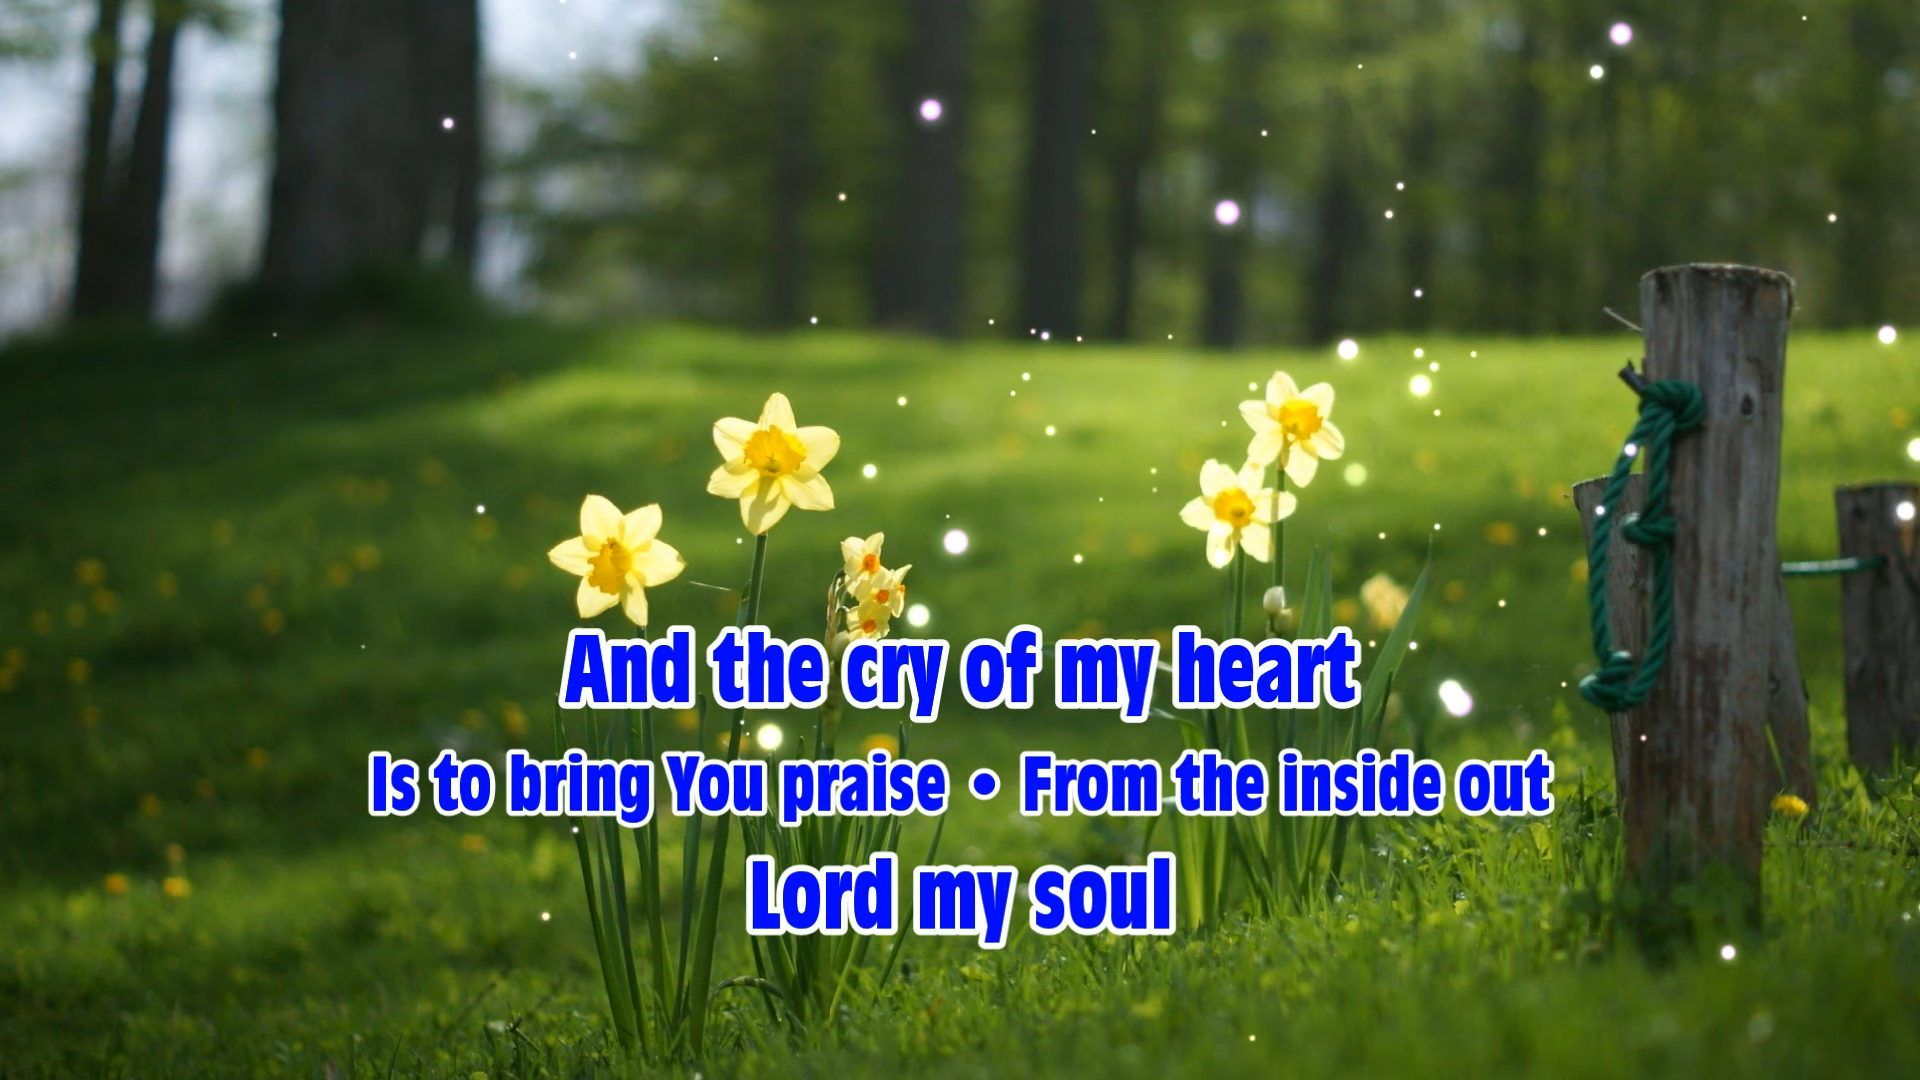 And the cry of my heart
Is to bring You praise • From the inside out
Lord my soul